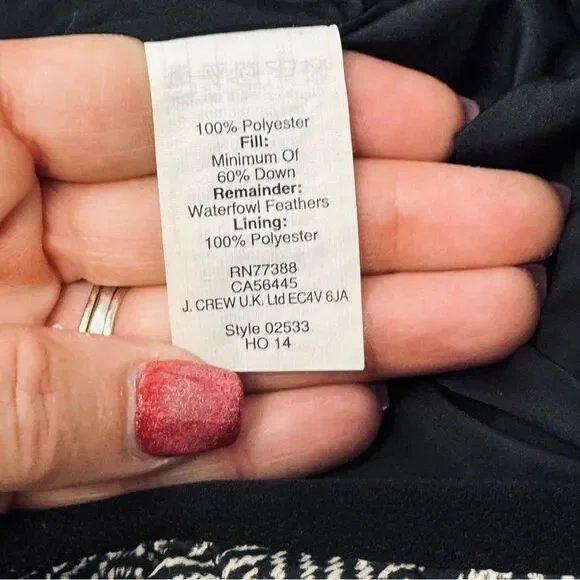 100% Polyester
Fill:
Minimum Of
60% Down
Remainder:
Waterfowl Feathers
Lining:
100% Polyester
RN77388
CA56445
J. CREW U.K. Ltd EC4V 6JA
Style 02533
HO 14